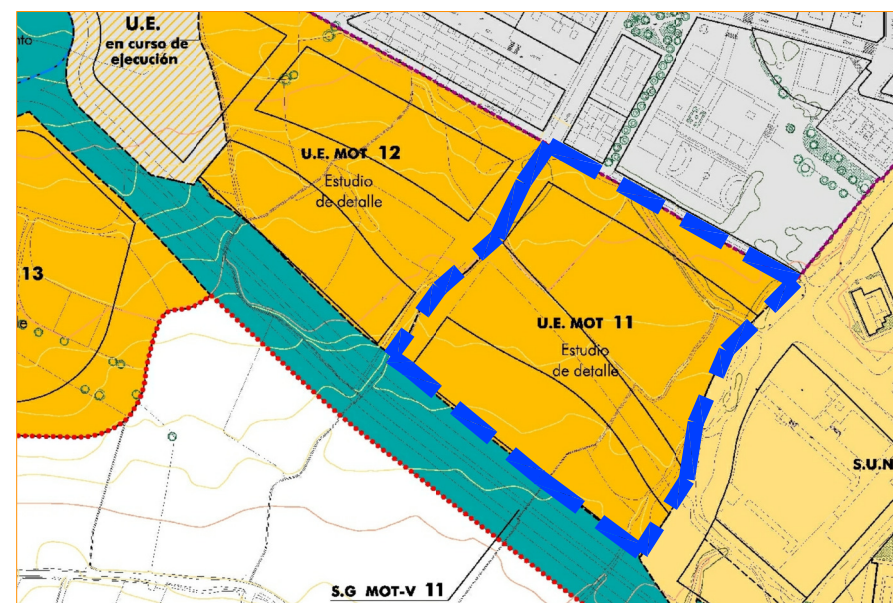 U.E.
en curso de
ejecución
U.E. MOT 12
Estudio
de detalle
13
U.E. MOT 11
Estudio
de detalle
S.U.N
S.G MOT-V 11